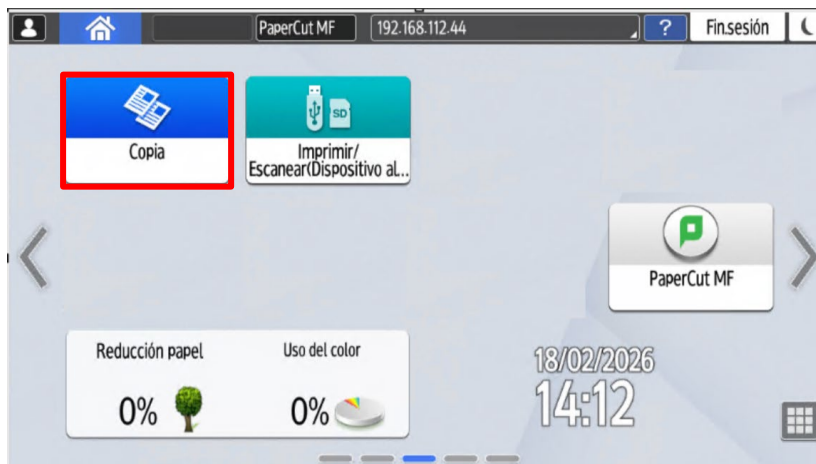 PaperCut MF
192.168.112.44
?
Fin.sesión
SD
Copia
Imprimir/
Escanear(Dispositivo al...
PaperCut MF
Reducción papel
Uso del color
0%
0%
18/02/2026
14:12